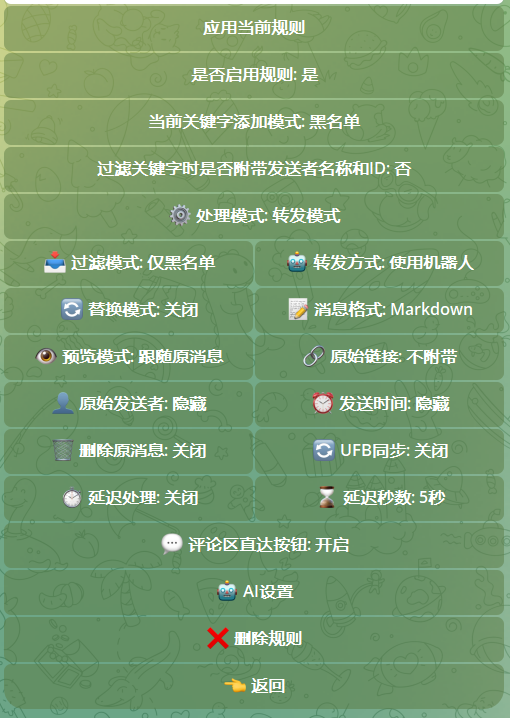 应用当前规则
是否启用规则: 是
当前关键字添加模式: 黑名单
过滤关键字时是否附带发送者名称和ID: 否
⚙️ 处理模式: 转发模式
📥 过滤模式: 仅黑名单
🤖 转发方式: 使用机器人
🔄 替换模式: 关闭
📝 消息格式: Markdown
👁️ 预览模式: 跟随原消息
🔗 原始链接: 不附带
👤 原始发送者: 隐藏
⏰ 发送时间: 隐藏
🗑️ 删除原消息: 关闭
🔄 UFB同步: 关闭
⏱️ 延迟处理: 关闭
⌛ 延迟秒数: 5秒
💬 评论区直达按钮: 开启
🤖 AI设置
❌ 删除规则
👈 返回